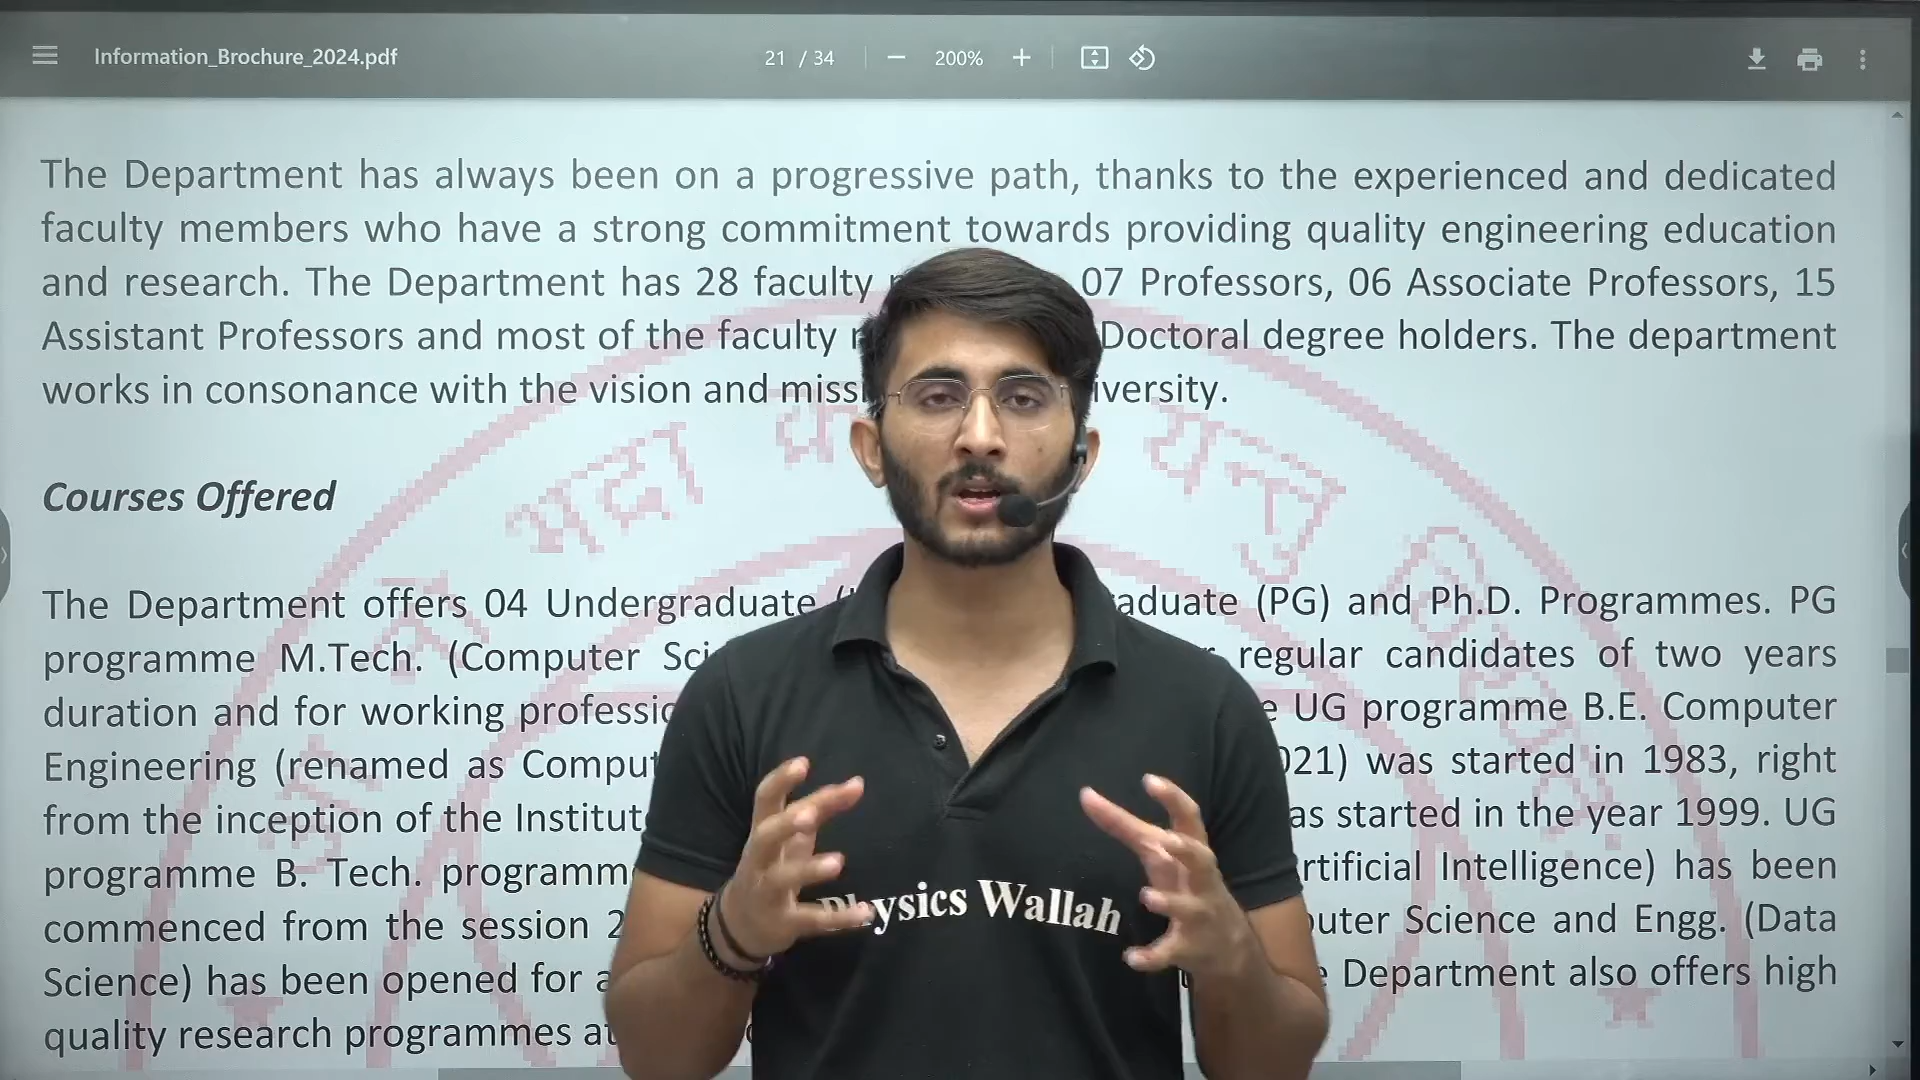 Information_Brochure_2024.pdf
21 / 34
200%
The Department has always been on a progressive path, thanks to the experienced and dedicated
faculty members who have a strong commitment towards providing quality engineering education
and research. The Department has 28 faculty 07 Professors, 06 Associate Professors, 15
Assistant Professors and most of the faculty Doctoral degree holders. The department
works in consonance with the vision and
Courses Offered
The Department offers 04 Undergraduate (PG) and Ph.D. Programmes. PG
programme M.Tech. (Computer regular candidates of two years
duration and for working UG programme B.E. Computer
Engineering (renamed as was started in 1983, right
from the inception of the started in the year 1999. UG
programme B. Tech. Intelligence) has been
commenced from the session Science and Engg. (Data
Science) has been opened for Department also offers high
quality research programmes
Physics Wallah